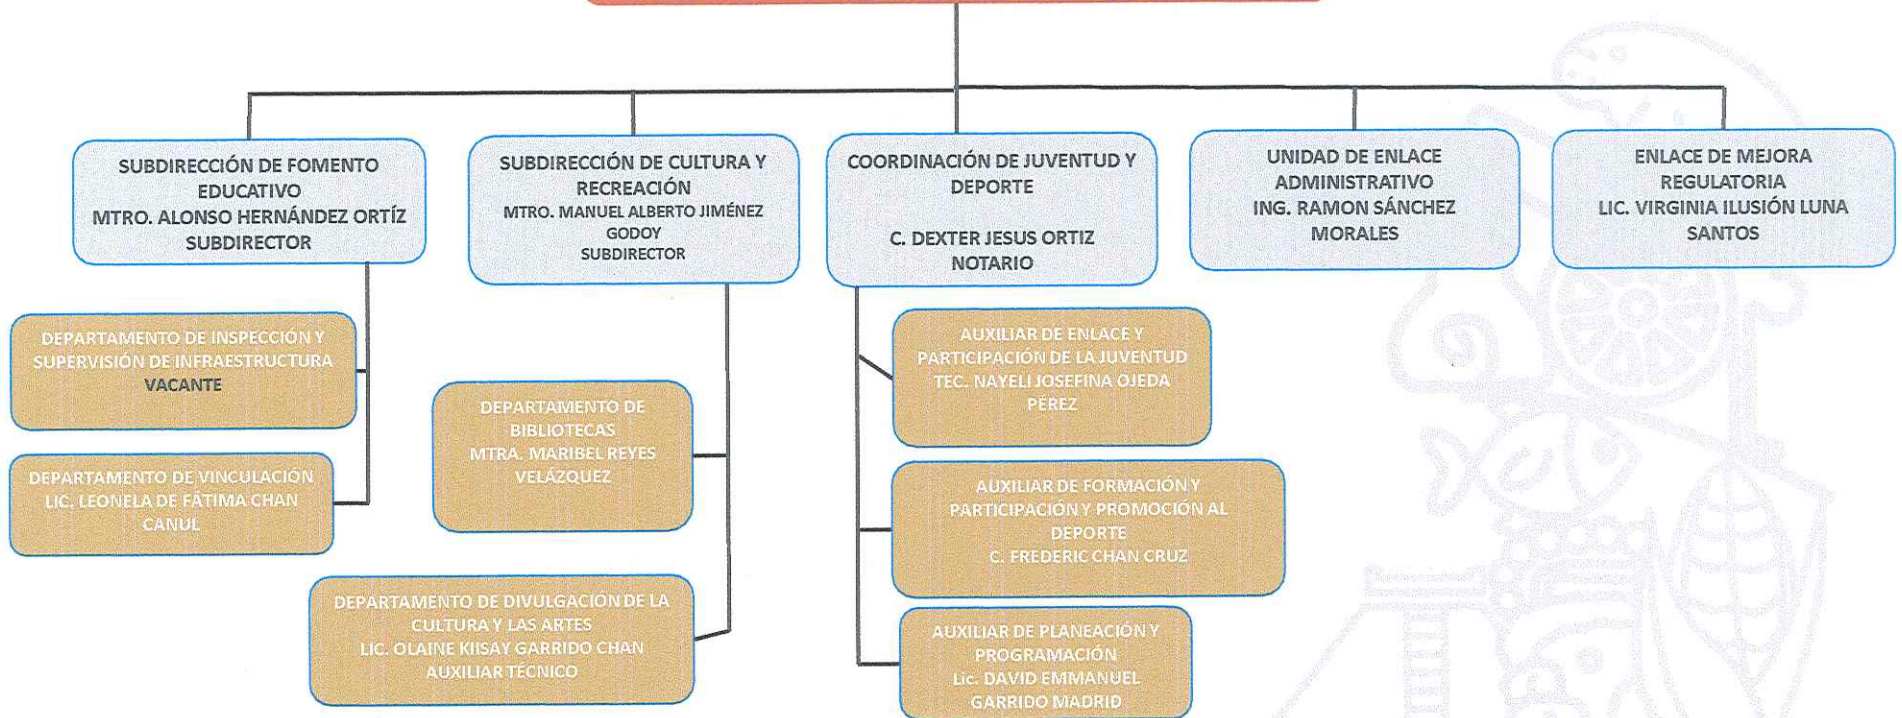 SUBDIRECCIÓN DE FOMENTO
EDUCATIVO
MTRO. ALONSO HERNÁNDEZ ORTÍZ
SUBDIRECTOR
SUBDIRECCIÓN DE CULTURA Y
RECREACIÓN
MTRO. MANUEL ALBERTO JIMÉNEZ
GODOY
SUBDIRECTOR
COORDINACIÓN DE JUVENTUD Y
DEPORTE
C. DEXTER JESUS ORTIZ
NOTARIO
UNIDAD DE ENLACE
ADMINISTRATIVO
ING. RAMON SÁNCHEZ
MORALES
ENLACE DE MEJORA
REGULATORIA
LIC. VIRGINIA ILUSIÓN LUNA
SANTOS
DEPARTAMENTO DE INSPECCIÓN Y
SUPERVISIÓN DE INFRAESTRUCTURA
VACANTE
DEPARTAMENTO DE VINCULACIÓN
LIC. LEONELA DE FÁTIMA CHAN
CANUL
DEPARTAMENTO DE
BIBLIOTECAS
MTRA. MARIBEL REYES
VELÁZQUEZ
DEPARTAMENTO DE DIVULGACIÓN DE LA
CULTURA Y LAS ARTES
LIC. OLAINE KIISAY GARRIDO CHAN
AUXILIAR TÉCNICO
AUXILIAR DE ENLACE Y
PARTICIPACIÓN DE LA JUVENTUD
TEC. NAYELI JOSEFINA OJEDA
PÉREZ
AUXILIAR DE FORMACIÓN Y
PARTICIPACIÓN Y PROMOCIÓN AL
DEPORTE
C. FREDERIC CHAN CRUZ
AUXILIAR DE PLANEACIÓN Y
PROGRAMACIÓN
Lic. DAVID EMMANUEL
GARRIDO MADRID